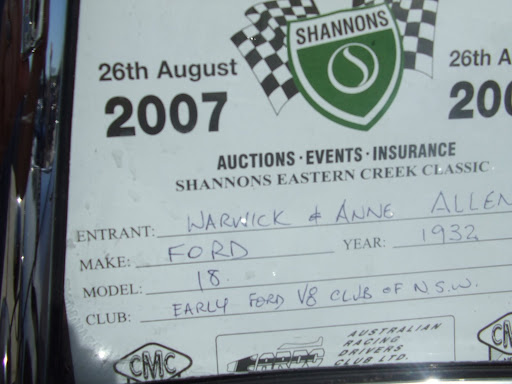 SHANNONS
26th August
26th A
2007
200
AUCTIONS · EVENTS · INSURANCE
SHANNONS EASTERN CREEK CLASSIC
ENTRANT: WARWICK & ANNE ALLEN
MAKE: FORD YEAR: 1932
MODEL: 18.
CLUB: EARLY FORD V8 CLUB OF N.S.W.
CMC
AUSTRALIAN
RACING
DRIVERS
CLUB LTD.
CMC